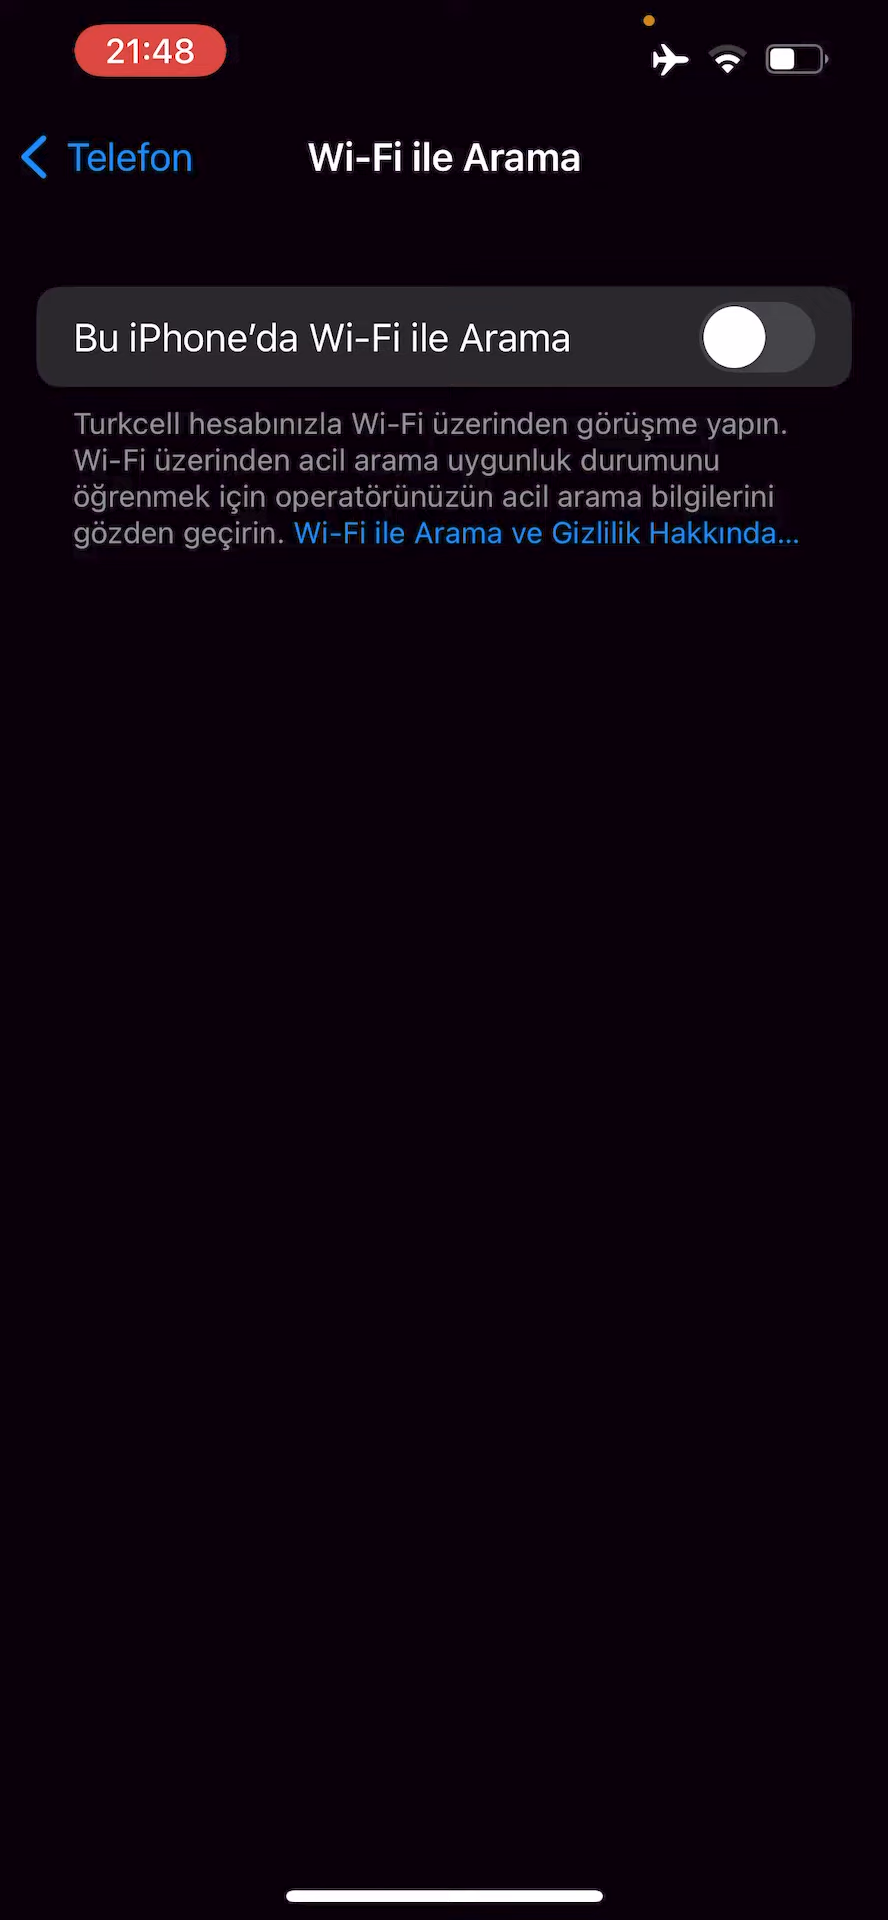 21:48
Telefon
Wi-Fi ile Arama
Bu iPhone’da Wi-Fi ile Arama
Turkcell hesabınızla Wi-Fi üzerinden görüşme yapın.
Wi-Fi üzerinden acil arama uygunluk durumunu
öğrenmek için operatörünüzün acil arama bilgilerini
gözden geçirin. Wi-Fi ile Arama ve Gizlilik Hakkında...